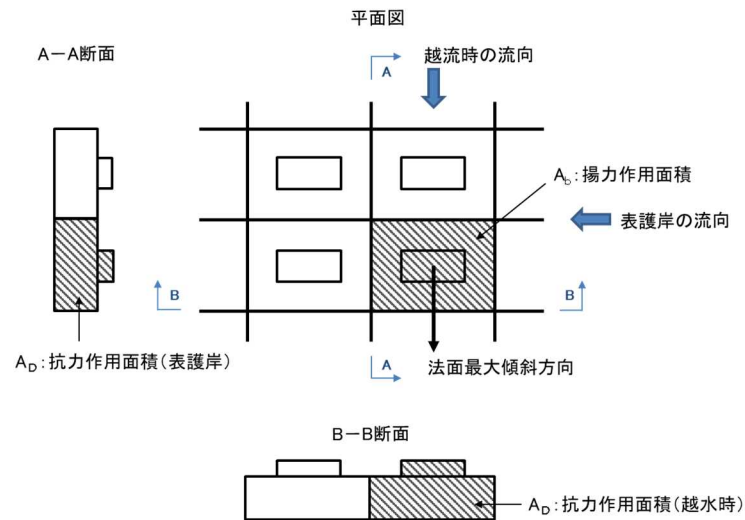 平面図
A－A断面
A
越流時の流向
Ab：揚力作用面積
表護岸の流向
B
B
AD：抗力作用面積（表護岸）
A
法面最大傾斜方向
B－B断面
AD：抗力作用面積（越水時）